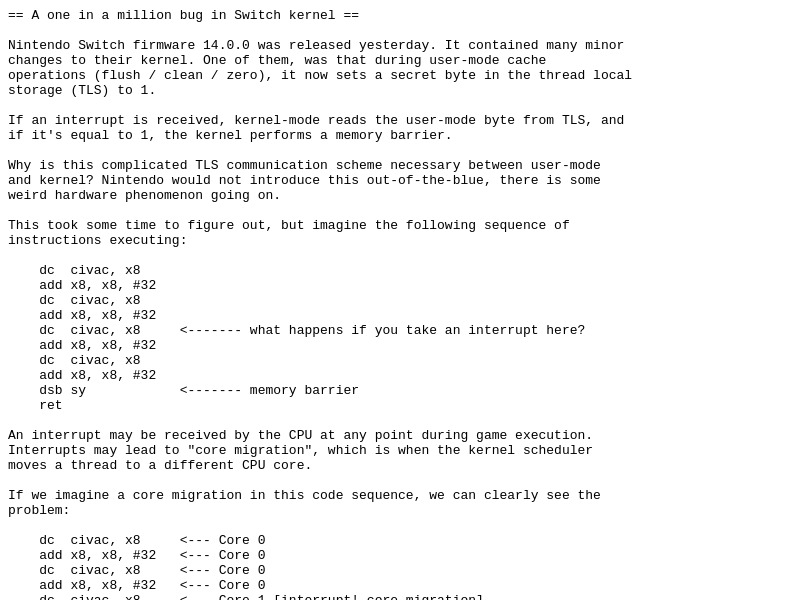 == A one in a million bug in Switch kernel ==

Nintendo Switch firmware 14.0.0 was released yesterday. It contained many minor
changes to their kernel. One of them, was that during user-mode cache
operations (flush / clean / zero), it now sets a secret byte in the thread local
storage (TLS) to 1.

If an interrupt is received, kernel-mode reads the user-mode byte from TLS, and
if it's equal to 1, the kernel performs a memory barrier.

Why is this complicated TLS communication scheme necessary between user-mode
and kernel? Nintendo would not introduce this out-of-the-blue, there is some
weird hardware phenomenon going on.

This took some time to figure out, but imagine the following sequence of
instructions executing:

    dc  civac, x8
    add x8, x8, #32
    dc  civac, x8
    add x8, x8, #32
    dc  civac, x8     <------- what happens if you take an interrupt here?
    add x8, x8, #32
    dc  civac, x8
    add x8, x8, #32
    dsb sy            <------- memory barrier
    ret

An interrupt may be received by the CPU at any point during game execution.
Interrupts may lead to "core migration", which is when the kernel scheduler
moves a thread to a different CPU core.

If we imagine a core migration in this code sequence, we can clearly see the
problem:

    dc  civac, x8     <--- Core 0
    add x8, x8, #32   <--- Core 0
    dc  civac, x8     <--- Core 0
    add x8, x8, #32   <--- Core 0
    dc  civac, x8     <--- Core 1 [interrupt! core migration]